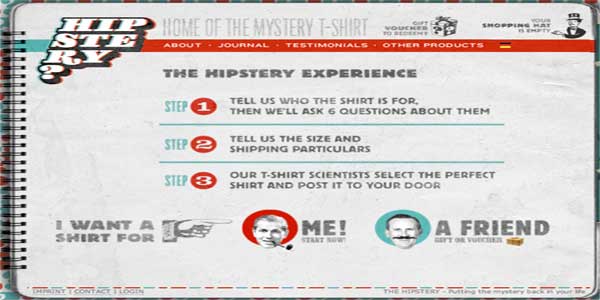 HIP
STE
RY?
HOME OF THE MYSTERY T-SHIRT
GIFT
VOUCHER
TO REDEEM?
YOUR
SHOPPING HAT
IS EMPTY
ABOUT · JOURNAL · TESTIMONIALS · OTHER PRODUCTS
THE HIPSTERY EXPERIENCE
STEP 1
TELL US WHO THE SHIRT IS FOR,
THEN WE'LL ASK 6 QUESTIONS ABOUT THEM
STEP 2
TELL US THE SIZE AND
SHIPPING PARTICULARS
STEP 3
OUR T-SHIRT SCIENTISTS SELECT THE PERFECT
SHIRT AND POST IT TO YOUR DOOR
I WANT A
SHIRT FOR
ME!
START NOW!
A FRIEND
GIFT OR VOUCHER
IMPRINT | CONTACT | LOGIN
THE HIPSTERY - Putting the mystery back in your life